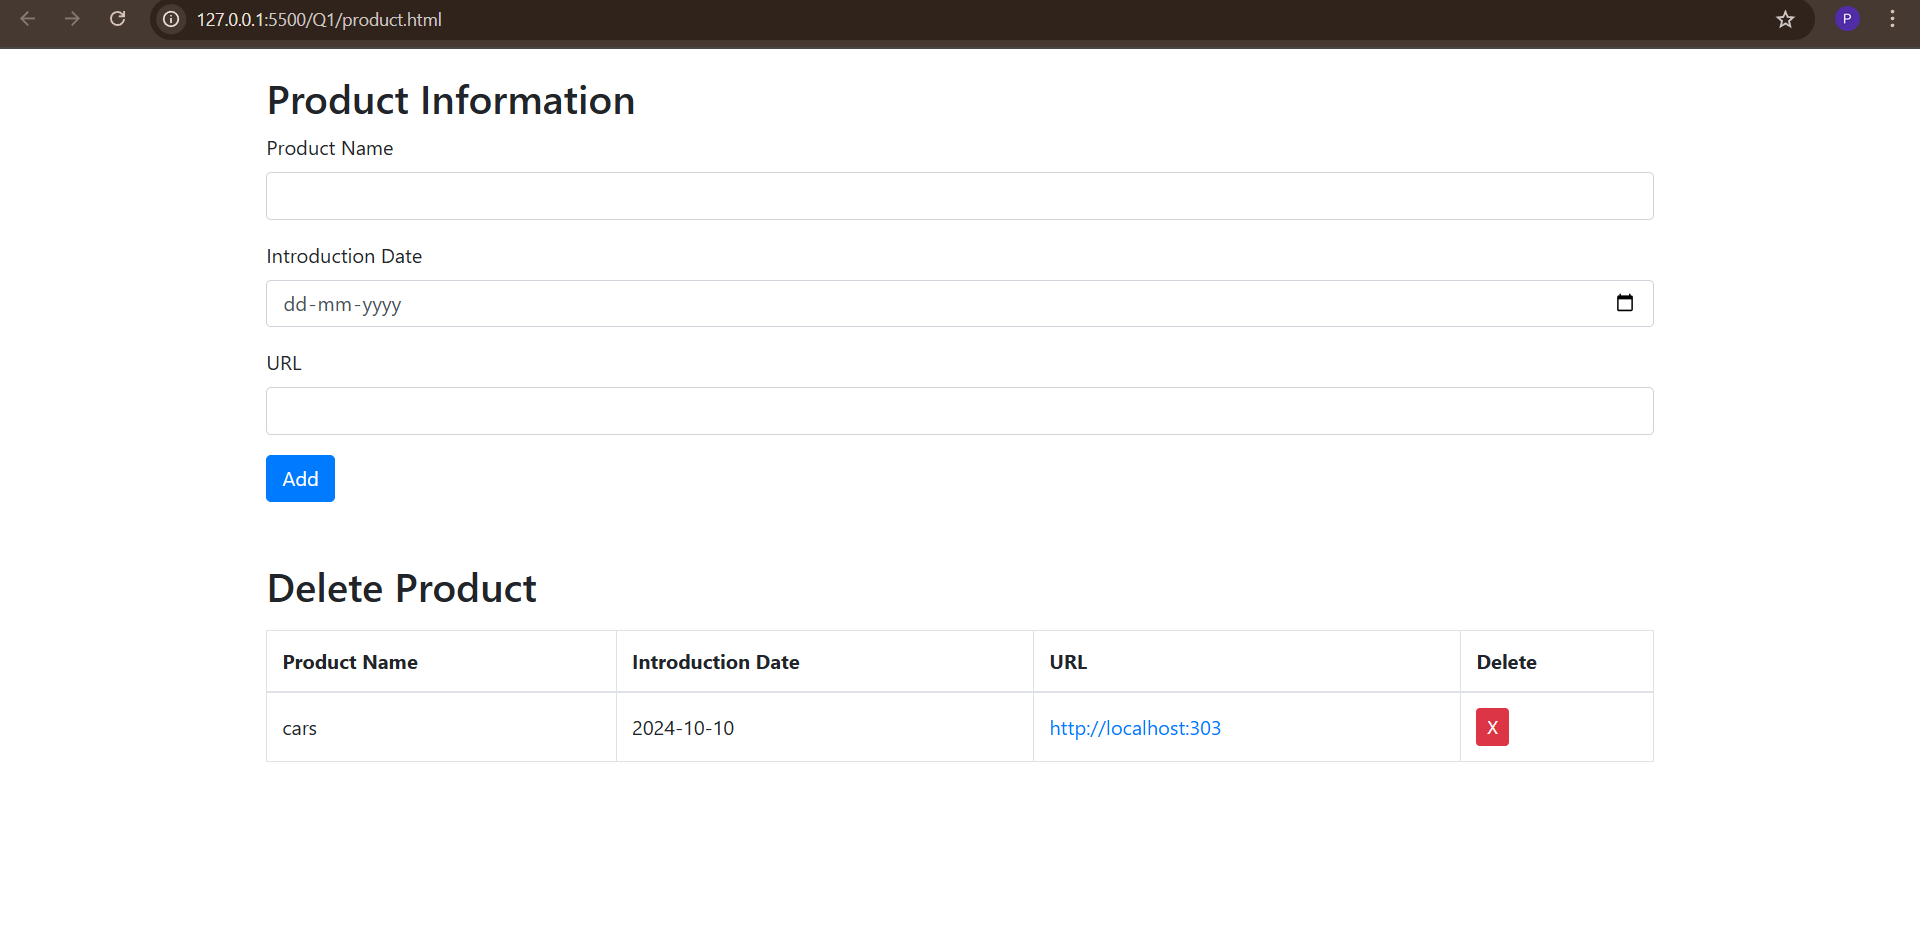 127.0.0.1:5500/Q1/product.html
P
Product Information
Product Name
Introduction Date
dd-mm-yyyy
URL
Add
Delete Product
Product Name Introduction Date URL Delete
cars 2024-10-10 http://localhost:303 X